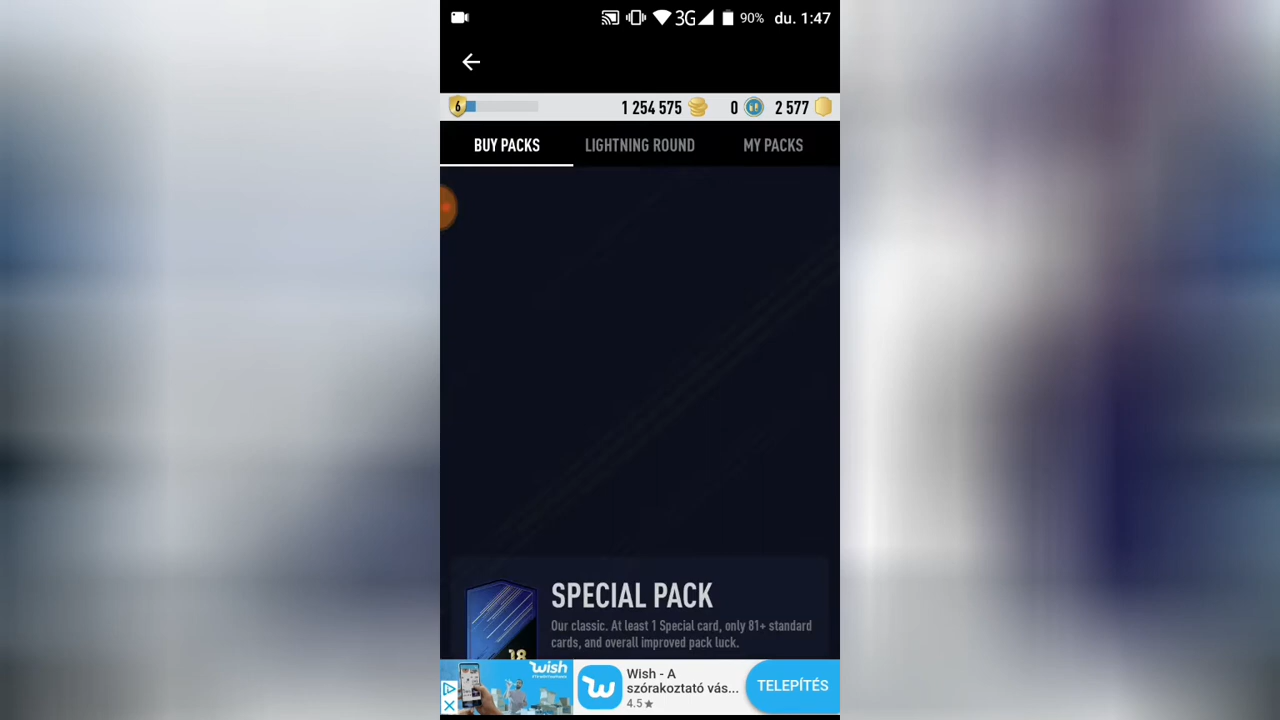 3G 90% du. 1:47
6 1 254 575 0 2 577
BUY PACKS LIGHTNING ROUND MY PACKS
SPECIAL PACK
Our classic. At least 1 Special card, only 81+ standard
cards, and overall improved pack luck.
18
wish
Wish - A
szórakoztató vás...
4.5★
TELEPÍTÉS